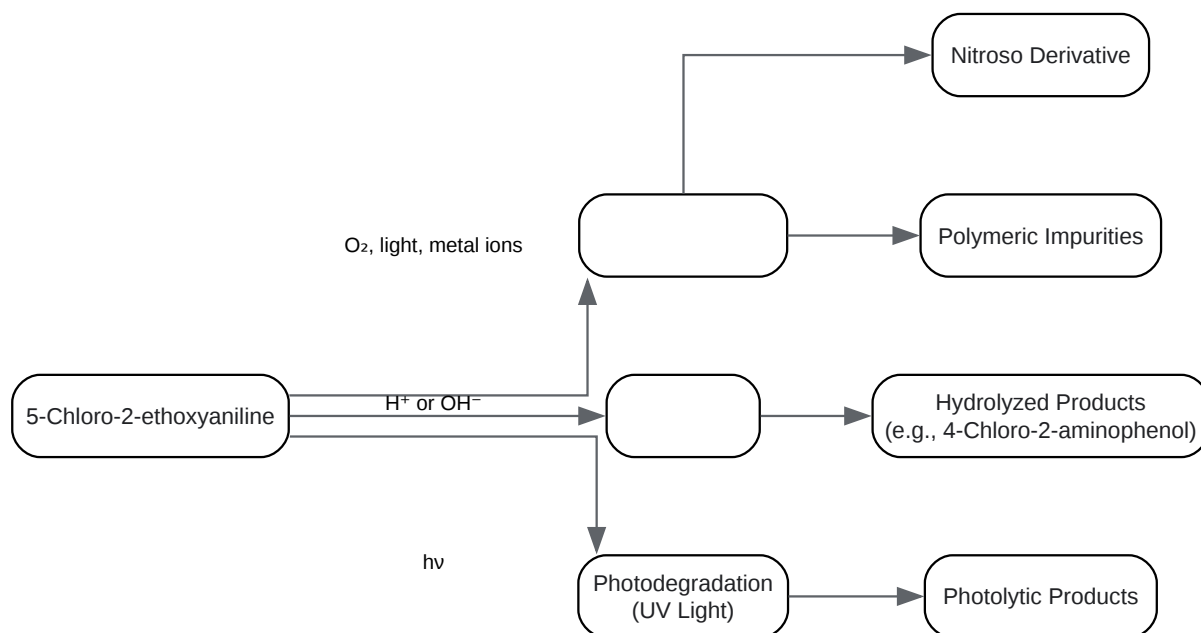 Nitroso Derivative
O₂, light, metal ions
Polymeric Impurities
5-Chloro-2-ethoxyaniline
H⁺ or OH⁻
Hydrolyzed Products
(e.g., 4-Chloro-2-aminophenol)
hν
Photodegradation
(UV Light)
Photolytic Products